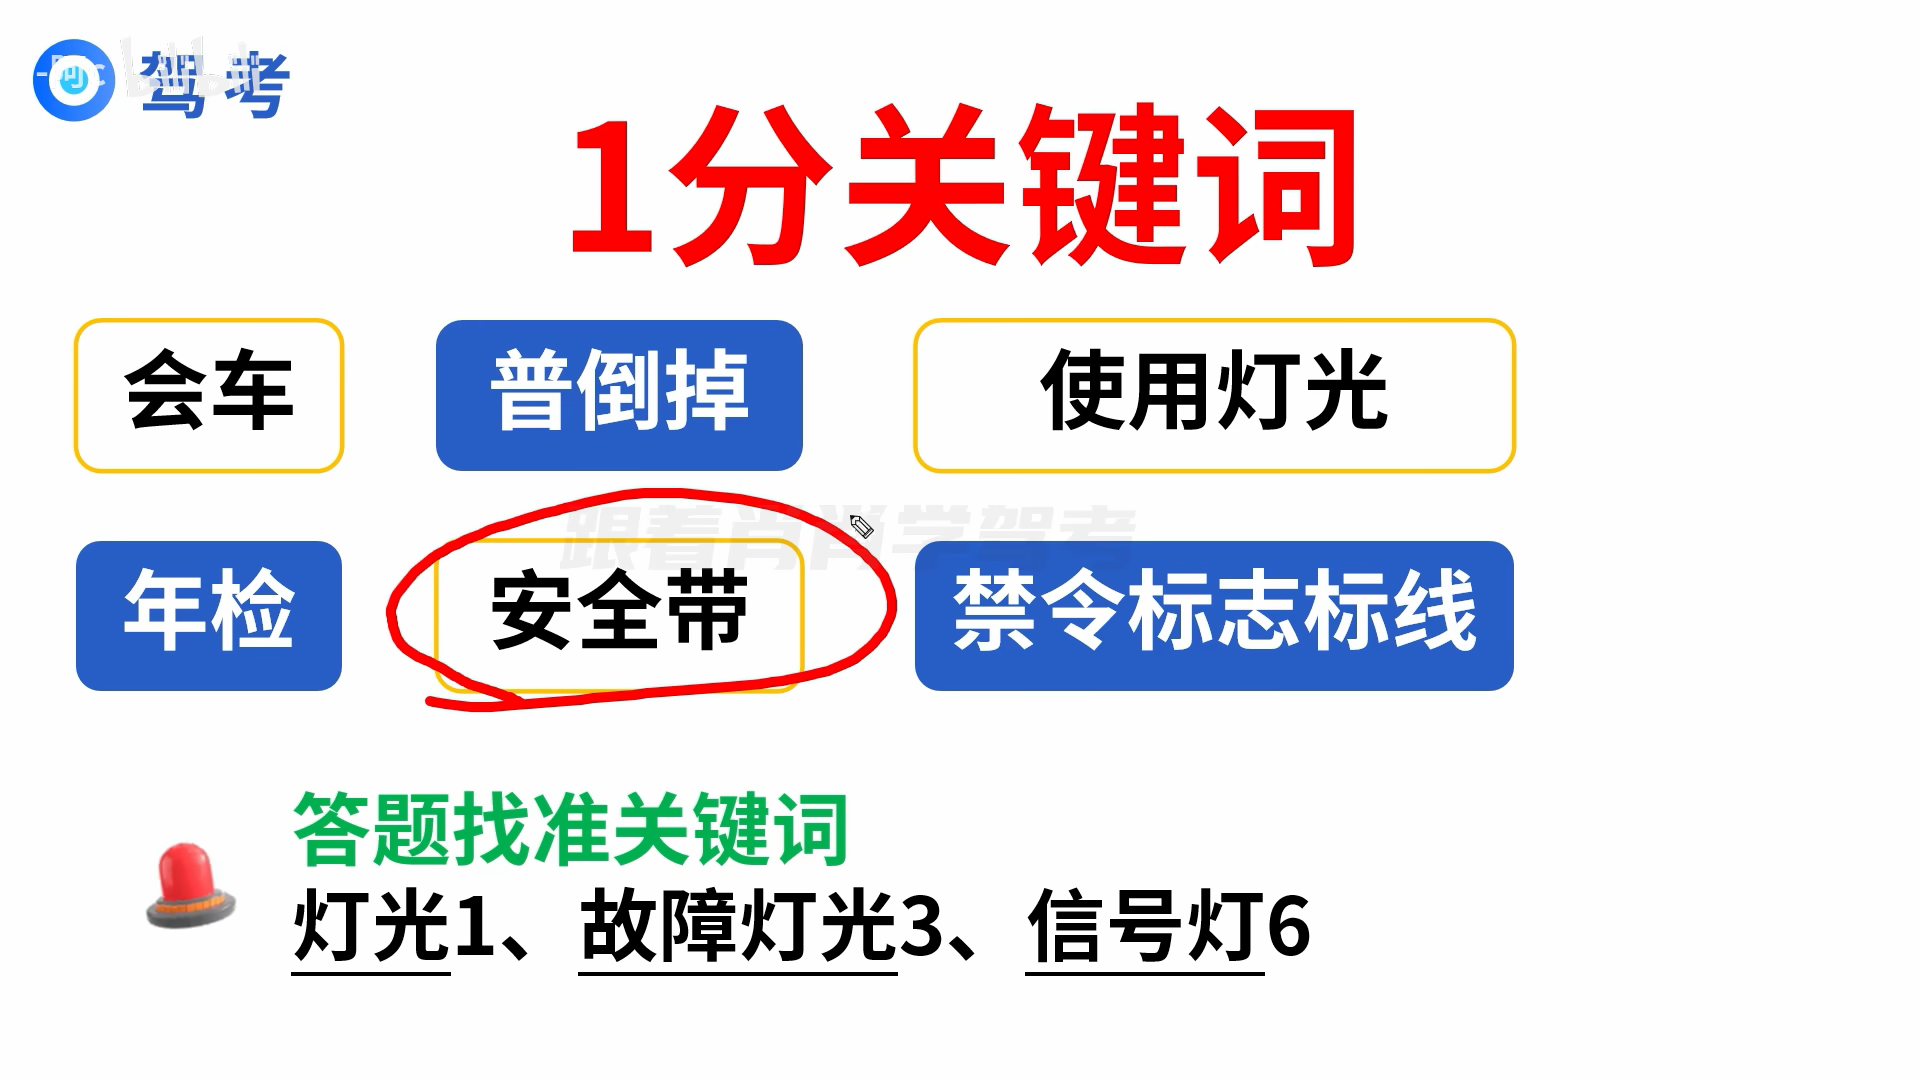 驾考
1分关键词
会车
普倒掉
使用灯光
跟着肖肖学驾考
年检
安全带
禁令标志标线
答题找准关键词
灯光1、故障灯光3、信号灯6